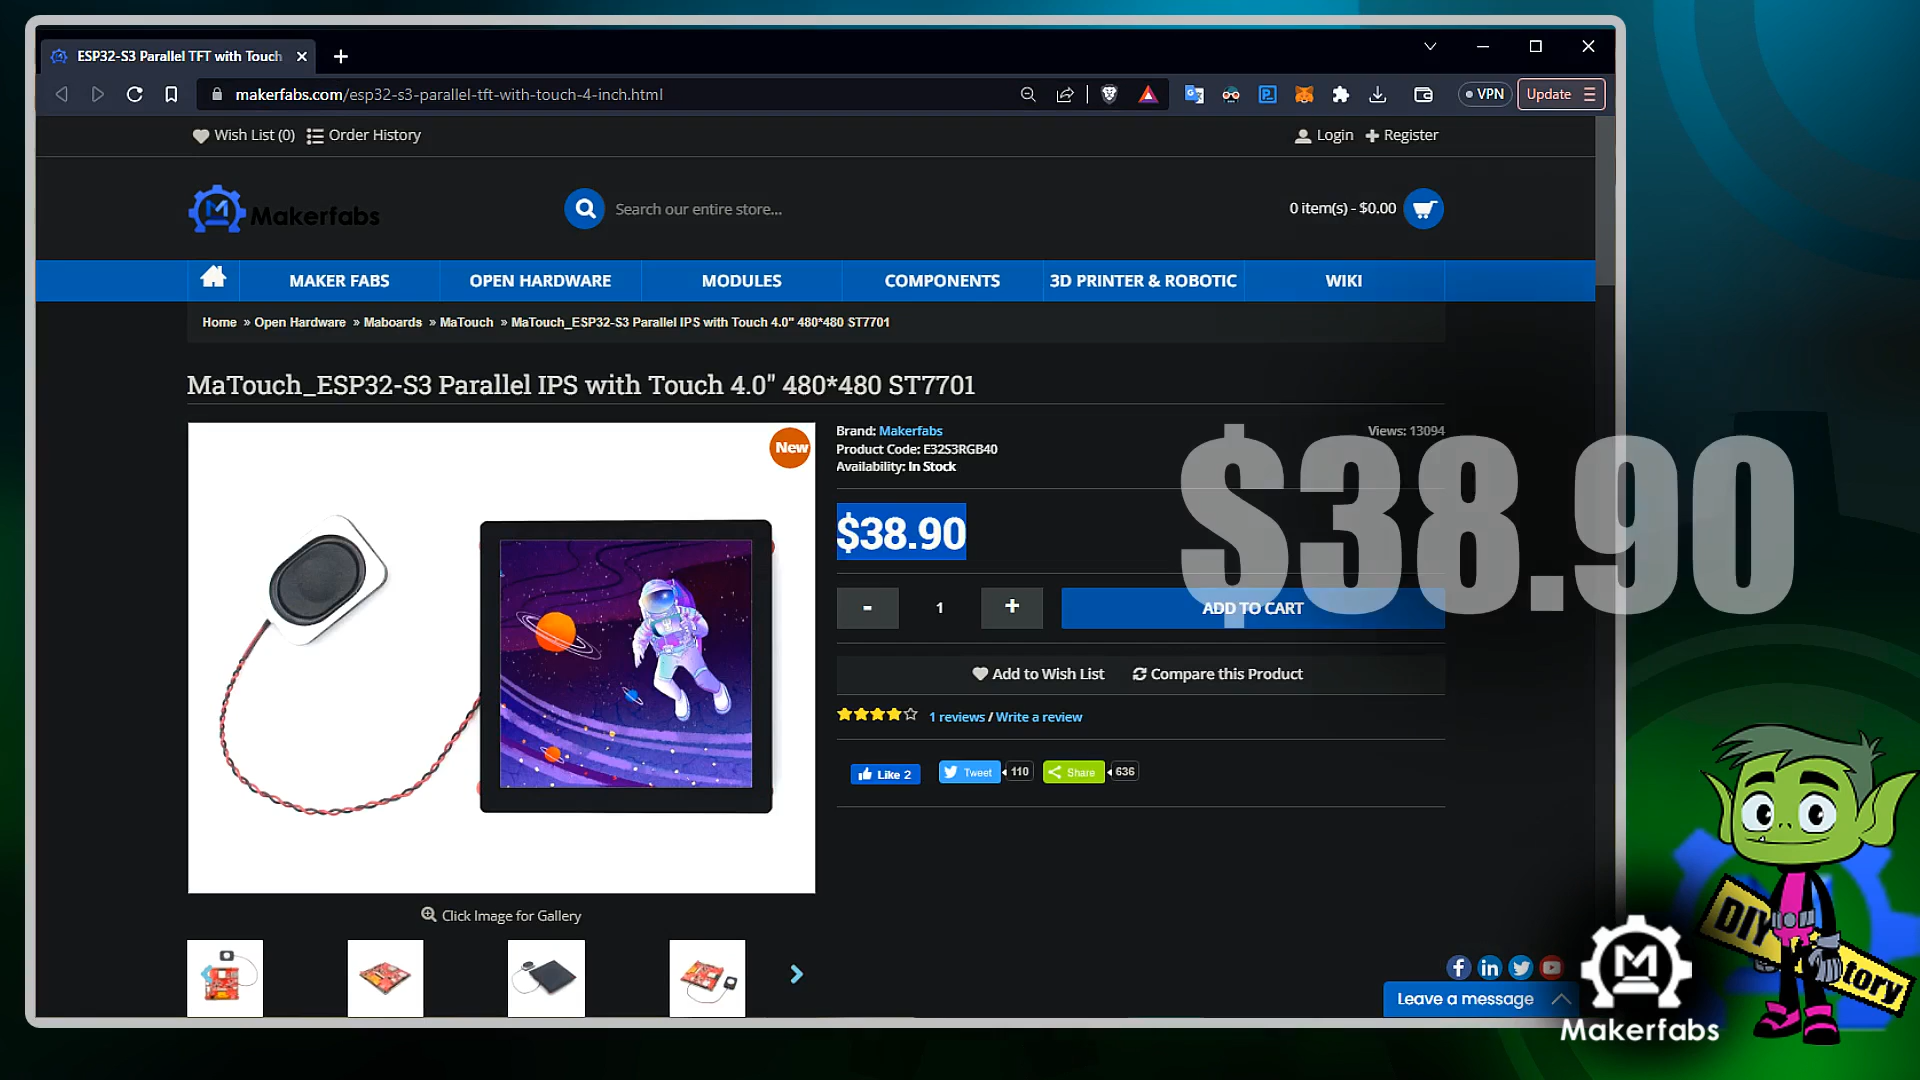 ESP32-S3 Parallel TFT with Touch
makerfabs.com/esp32-s3-parallel-tft-with-touch-4-inch.html
VPN
Update
Wish List (0)
Order History
Login
Register
Makerfabs
Search our entire store...
0 item(s) - $0.00
MAKER FABS
OPEN HARDWARE
MODULES
COMPONENTS
3D PRINTER & ROBOTIC
WIKI
Home » Open Hardware » Maboards » MaTouch » MaTouch_ESP32-S3 Parallel IPS with Touch 4.0" 480*480 ST7701
MaTouch_ESP32-S3 Parallel IPS with Touch 4.0" 480*480 ST7701
New
Brand: Makerfabs
Views: 13094
Product Code: E32S3RGB40
Availability: In Stock
$38.90
$38.90
-
1
+
ADD TO CART
Add to Wish List
Compare this Product
1 reviews / Write a review
Like 2
Tweet
110
Share
636
Click Image for Gallery
Leave a message
M
Makerfabs
DIY
tory